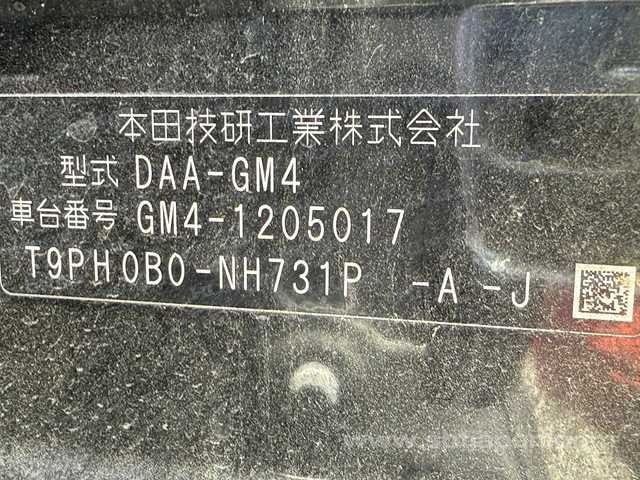 本田技研工業株式会社
型式 DAA-GM4
車台番号 GM4-1205017
T9PH0B0-NH731P -A -J